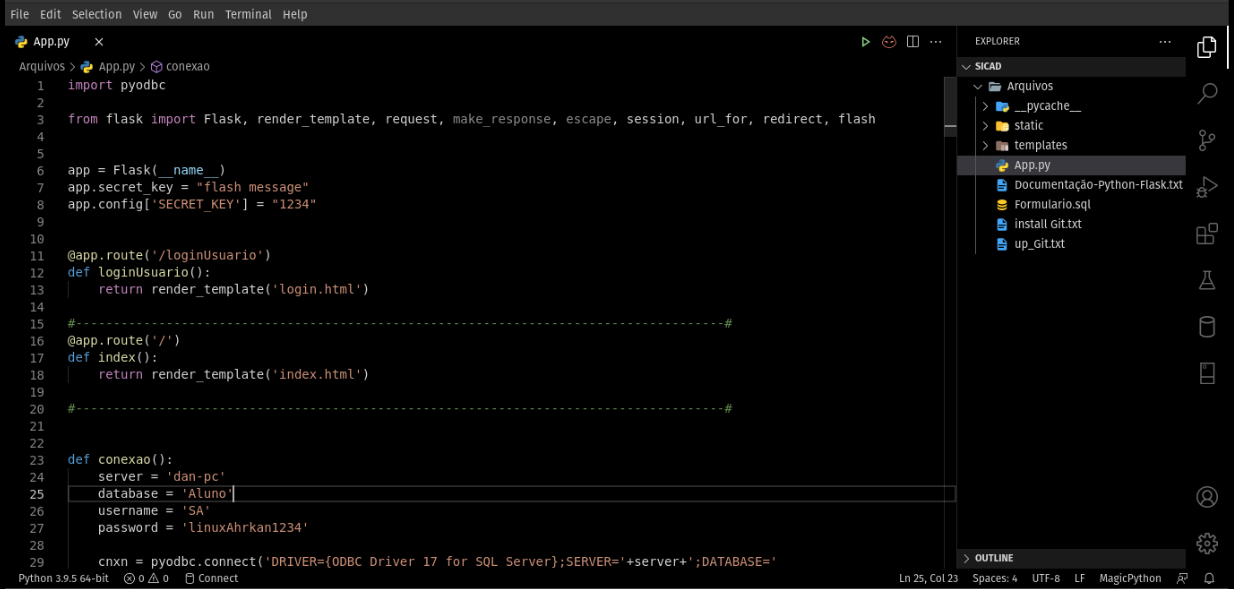 File Edit Selection View Go Run Terminal Help
App.py
Arquivos > App.py > conexao
1 import pyodbc
2
3 from flask import Flask, render_template, request, make_response, escape, session, url_for, redirect, flash
4
5
6 app = Flask(__name__)
7 app.secret_key = "flash message"
8 app.config['SECRET_KEY'] = "1234"
9
10
11 @app.route('/loginUsuario')
12 def loginUsuario():
13 return render_template('login.html')
14
15 #--------------------------------------------------------------------------------------#
16 @app.route('/')
17 def index():
18 return render_template('index.html')
19
20 #--------------------------------------------------------------------------------------#
21
22
23 def conexao():
24 server = 'dan-pc'
25 database = 'Aluno'
26 username = 'SA'
27 password = 'linuxAhrkan1234'
28
29 cnxn = pyodbc.connect('DRIVER={ODBC Driver 17 for SQL Server};SERVER='+server+';DATABASE='
EXPLORER
SICAD
Arquivos
__pycache__
static
templates
App.py
Documentação-Python-Flask.txt
Formulario.sql
install Git.txt
up_Git.txt
OUTLINE
Python 3.9.5 64-bit 0 0 Connect
Ln 25, Col 23 Spaces: 4 UTF-8 LF MagicPython